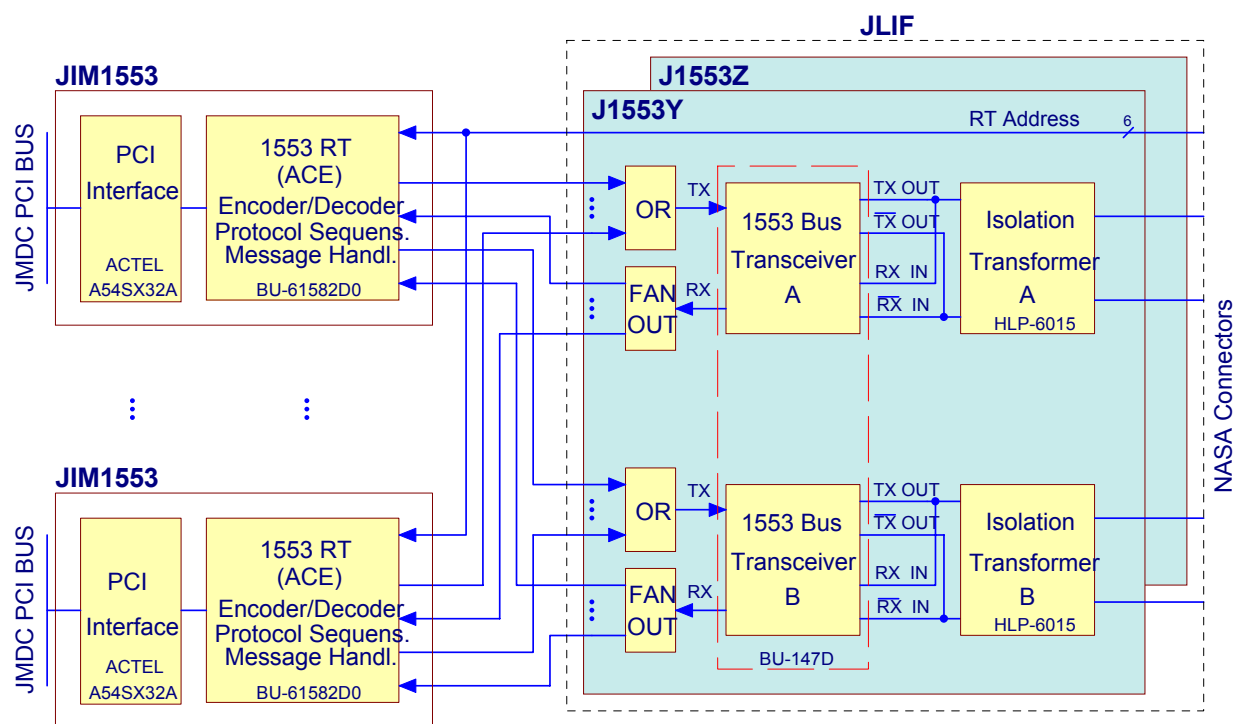 JLIF
JIM1553
J1553Z
J1553Y
JMDC PCI BUS
PCI
Interface
ACTEL
A54SX32A
1553 RT
(ACE)
Encoder/Decoder
Protocol Sequens.
Message Handl.
BU-61582D0
RT Address
6
OR
TX
FAN
OUT
RX
1553 Bus
Transceiver
A
TX OUT
TX OUT
RX IN
RX IN
Isolation
Transformer
A
HLP-6015
NASA Connectors
JIM1553
JMDC PCI BUS
PCI
Interface
ACTEL
A54SX32A
1553 RT
(ACE)
Encoder/Decoder
Protocol Sequens.
Message Handl.
BU-61582D0
OR
TX
FAN
OUT
RX
1553 Bus
Transceiver
B
BU-147D
TX OUT
TX OUT
RX IN
RX IN
Isolation
Transformer
B
HLP-6015